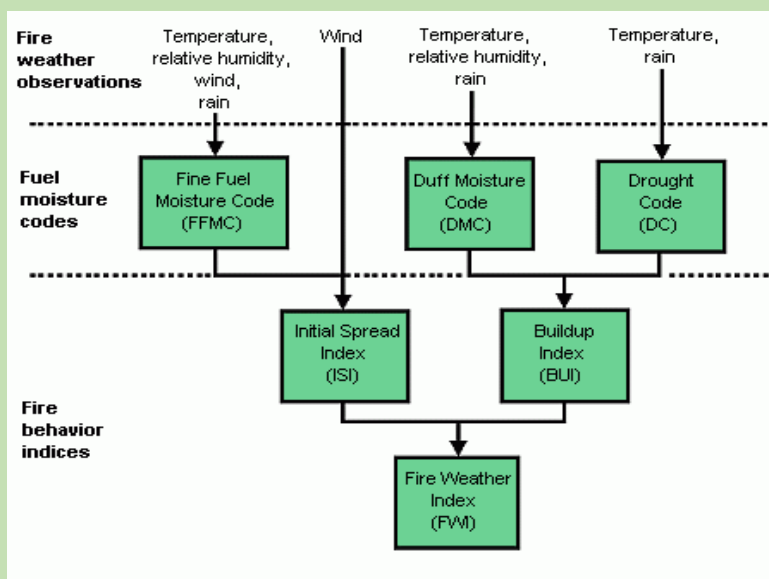 Fire
weather
observations
Temperature,
relative humidity,
wind,
rain
Wind
Temperature,
relative humidity,
rain
Temperature,
rain
Fuel
moisture
codes
Fine Fuel
Moisture Code
(FFMC)
Duff Moisture
Code
(DMC)
Drought
Code
(DC)
Fire
behavior
indices
Initial Spread
Index
(ISI)
Buildup
Index
(BUI)
Fire Weather
Index
(FWI)